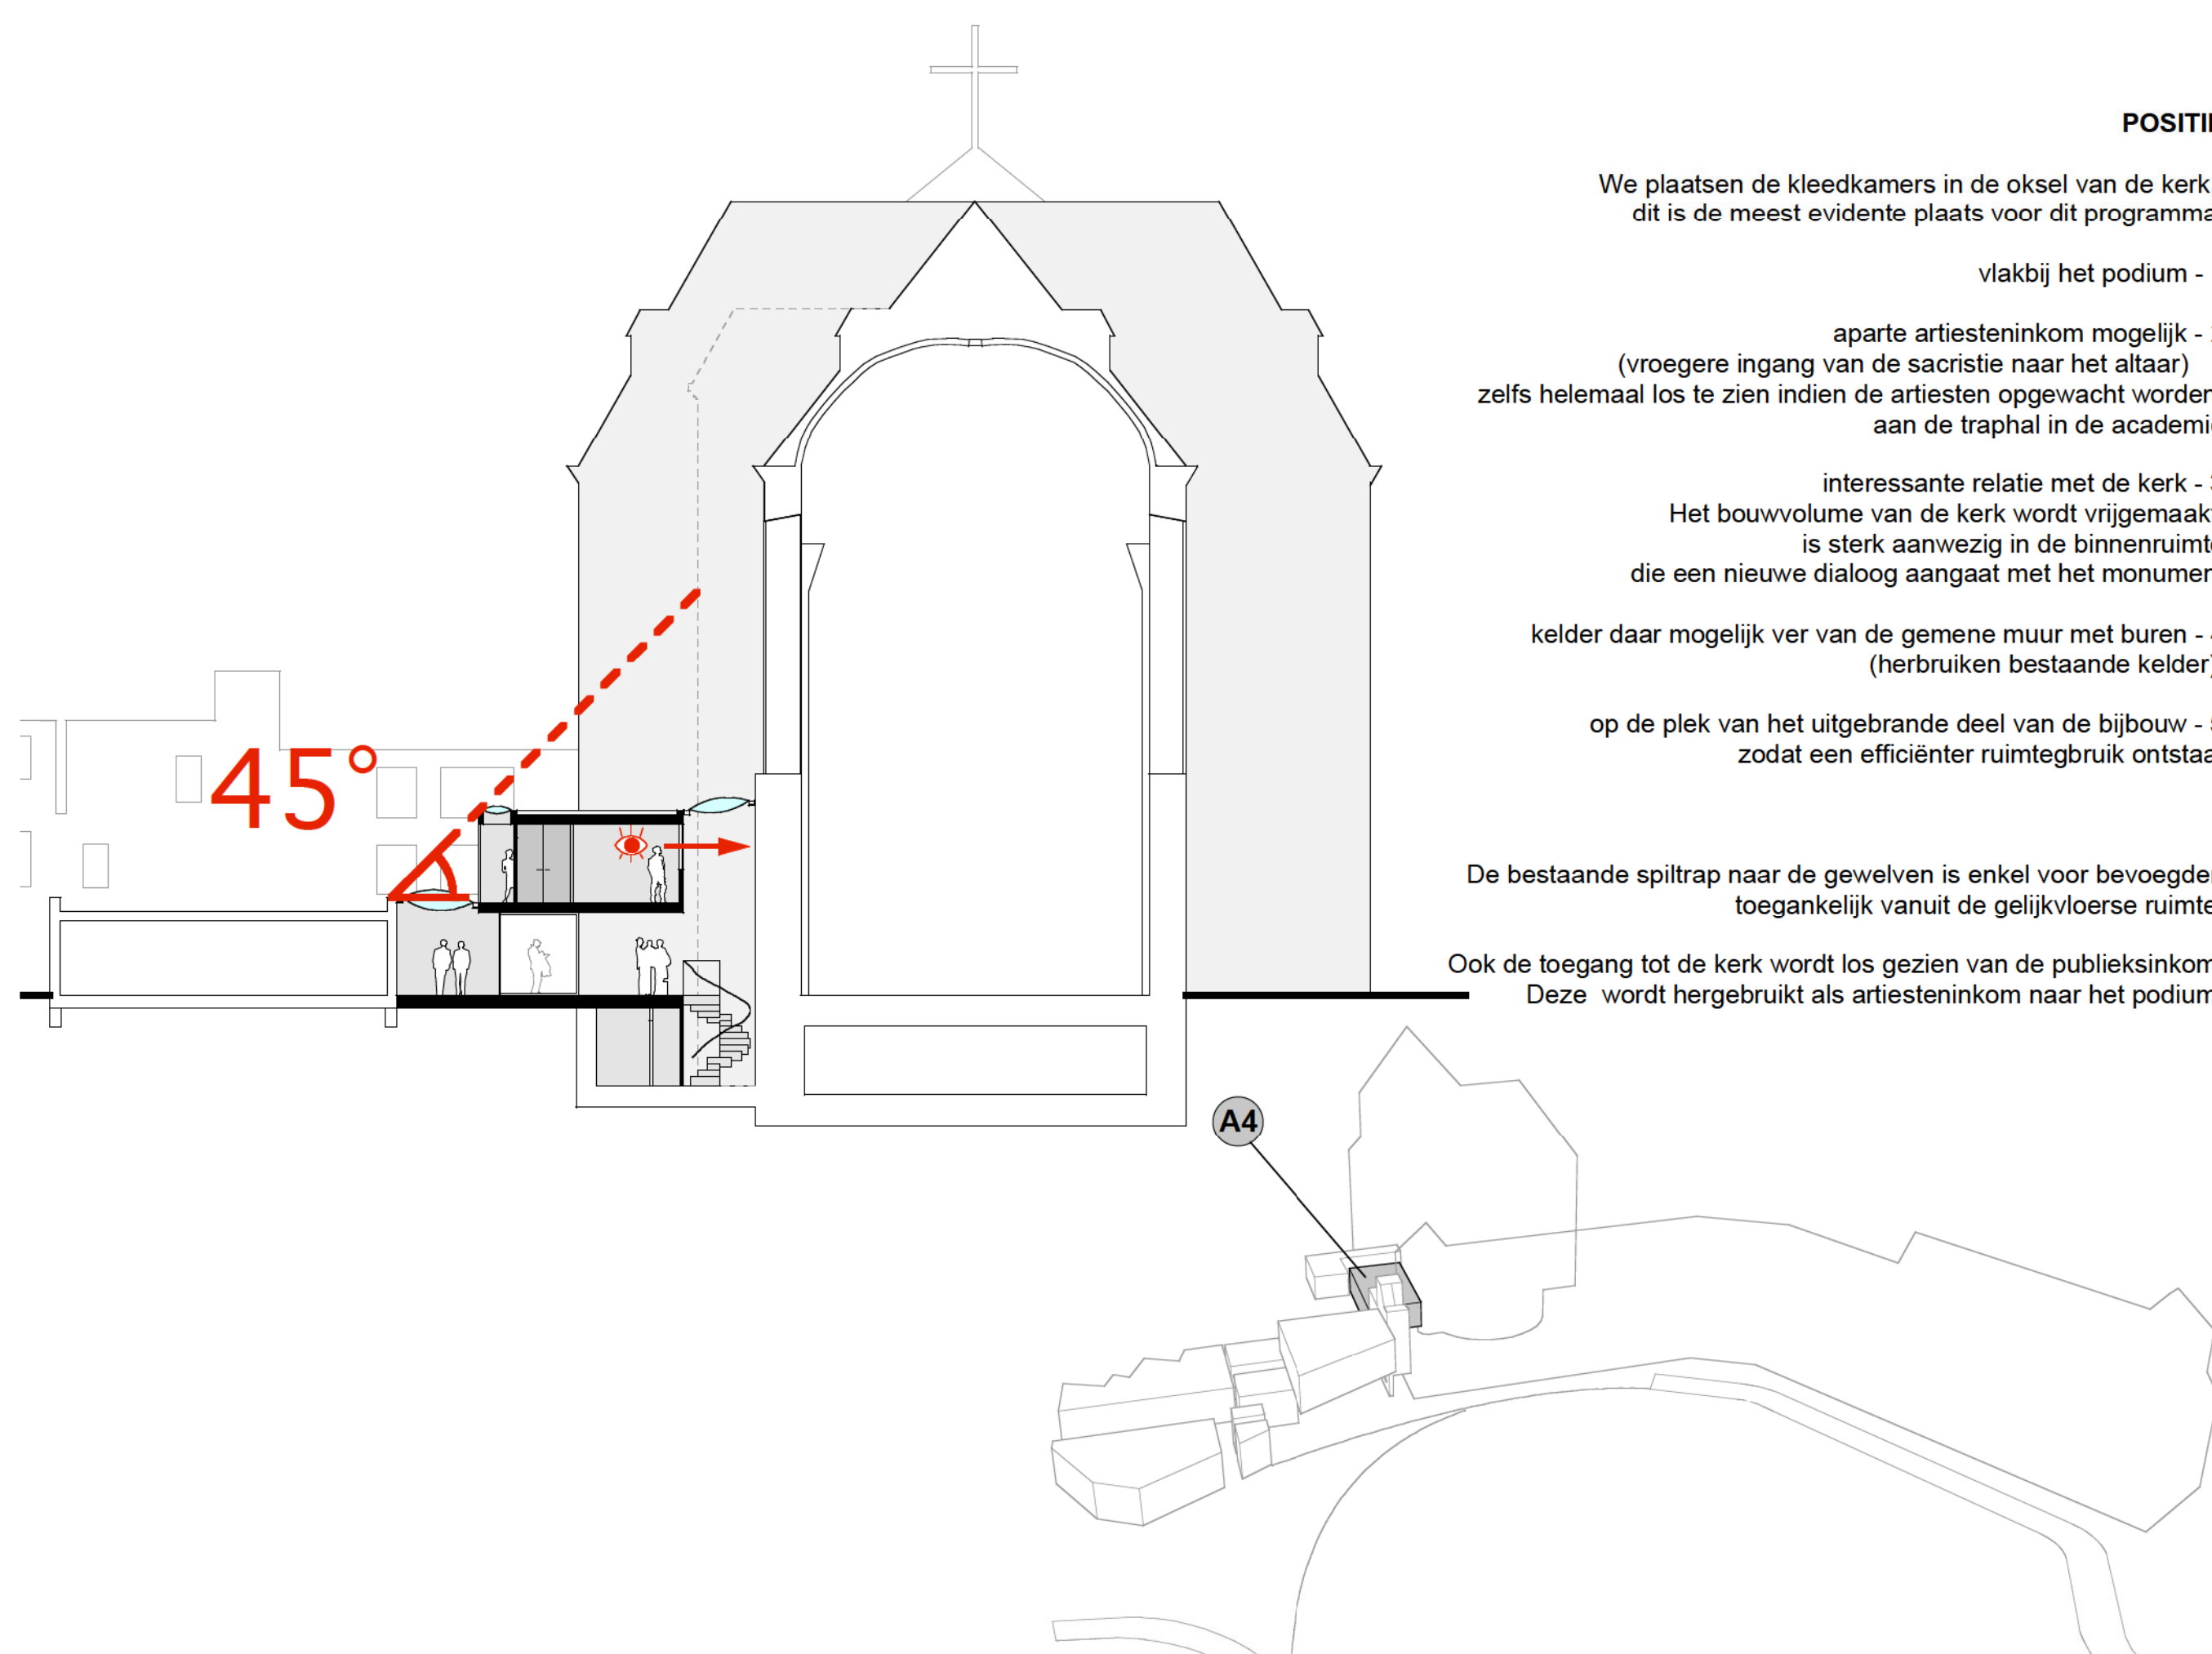 POSITI
We plaatsen de kleedkamers in de oksel van de kerk
dit is de meest evidente plaats voor dit programma
vlakbij het podium -
aparte artiesteninkom mogelijk -
(vroegere ingang van de sacristie naar het altaar)
zelfs helemaal los te zien indien de artiesten opgewacht worden
aan de traphal in de academi
interessante relatie met de kerk -
Het bouwvolume van de kerk wordt vrijgemaak
is sterk aanwezig in de binnenruimt
die een nieuwe dialoog aangaat met het monumen
kelder daar mogelijk ver van de gemene muur met buren -
(herbruiken bestaande kelder)
op de plek van het uitgebrande deel van de bijbouw -
zodat een efficiënter ruimtegbruik ontstaa
45°
De bestaande spiltrap naar de gewelven is enkel voor bevoegden
toegankelijk vanuit de gelijkvloerse ruimte
Ook de toegang tot de kerk wordt los gezien van de publieksinkom
Deze wordt hergebruikt als artiesteninkom naar het podium
A4